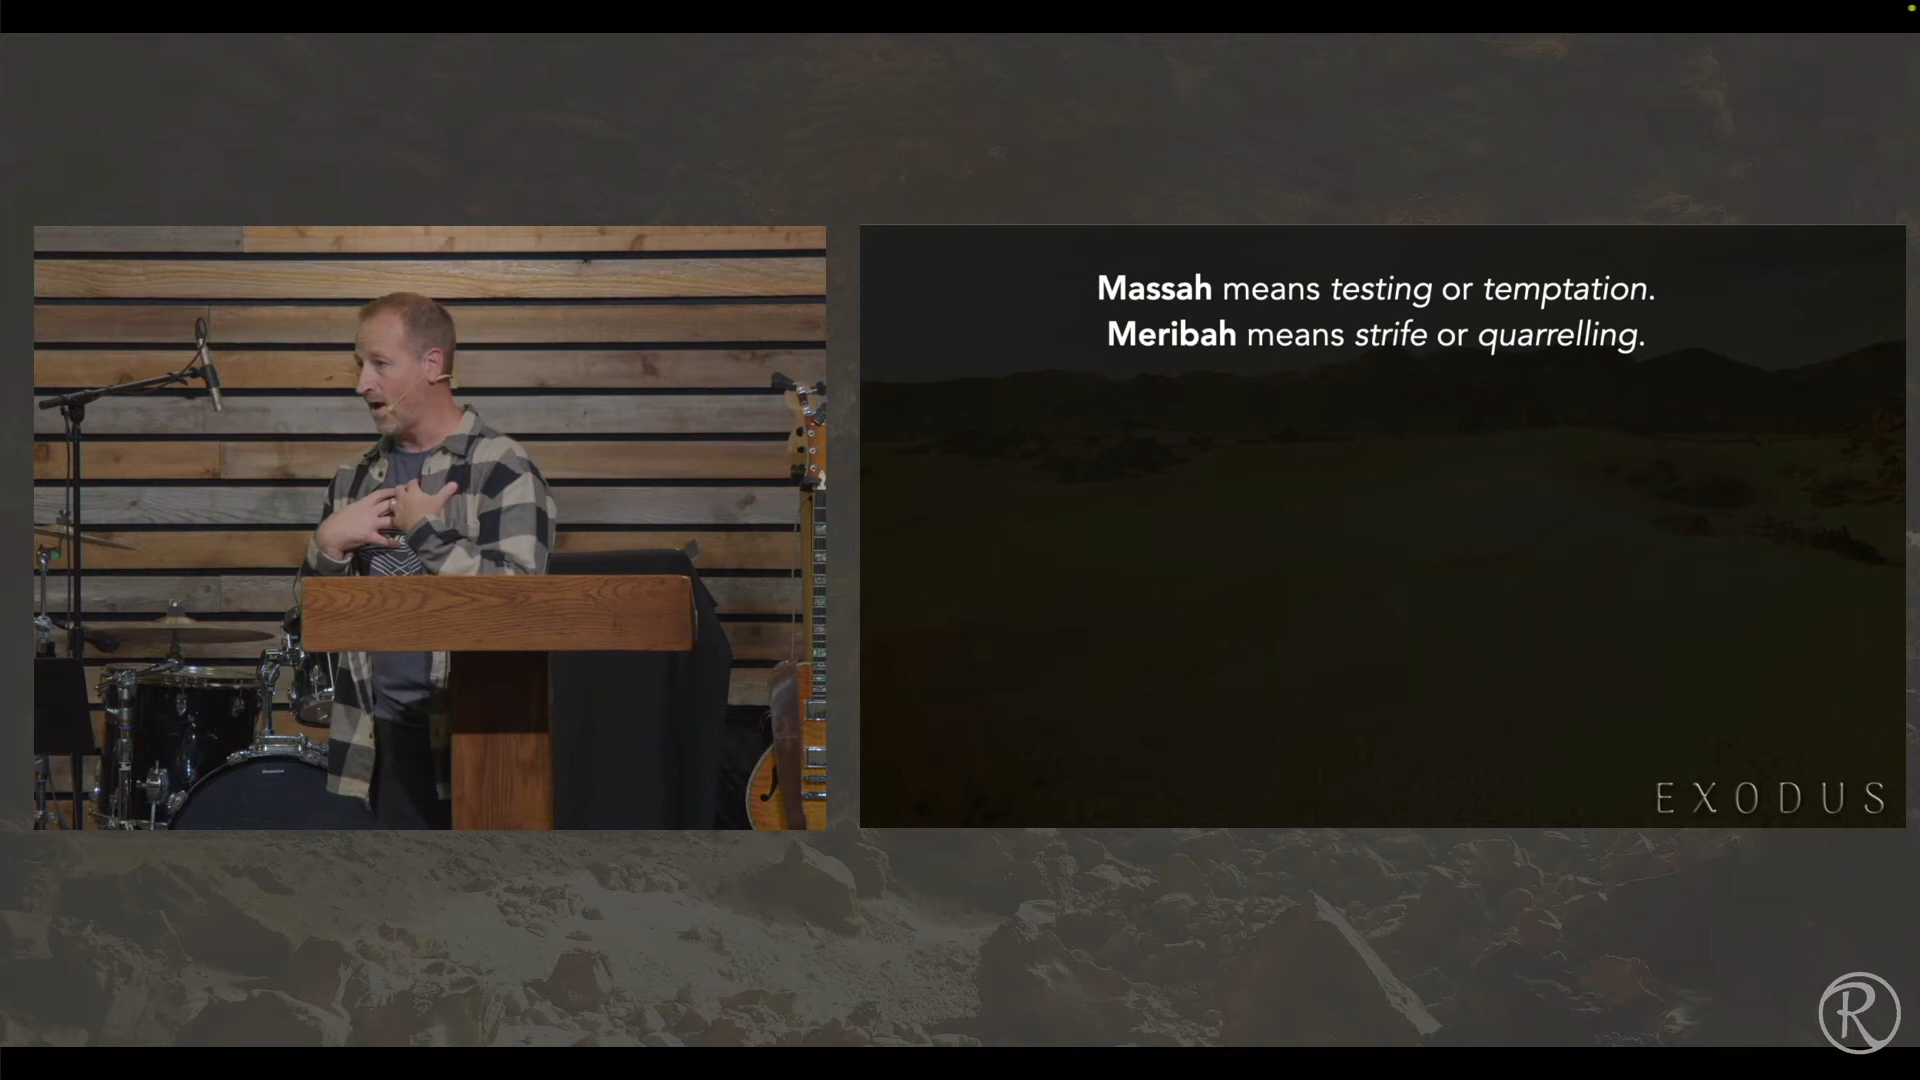 Massah means testing or temptation.
Meribah means strife or quarrelling.
EXODUS
R